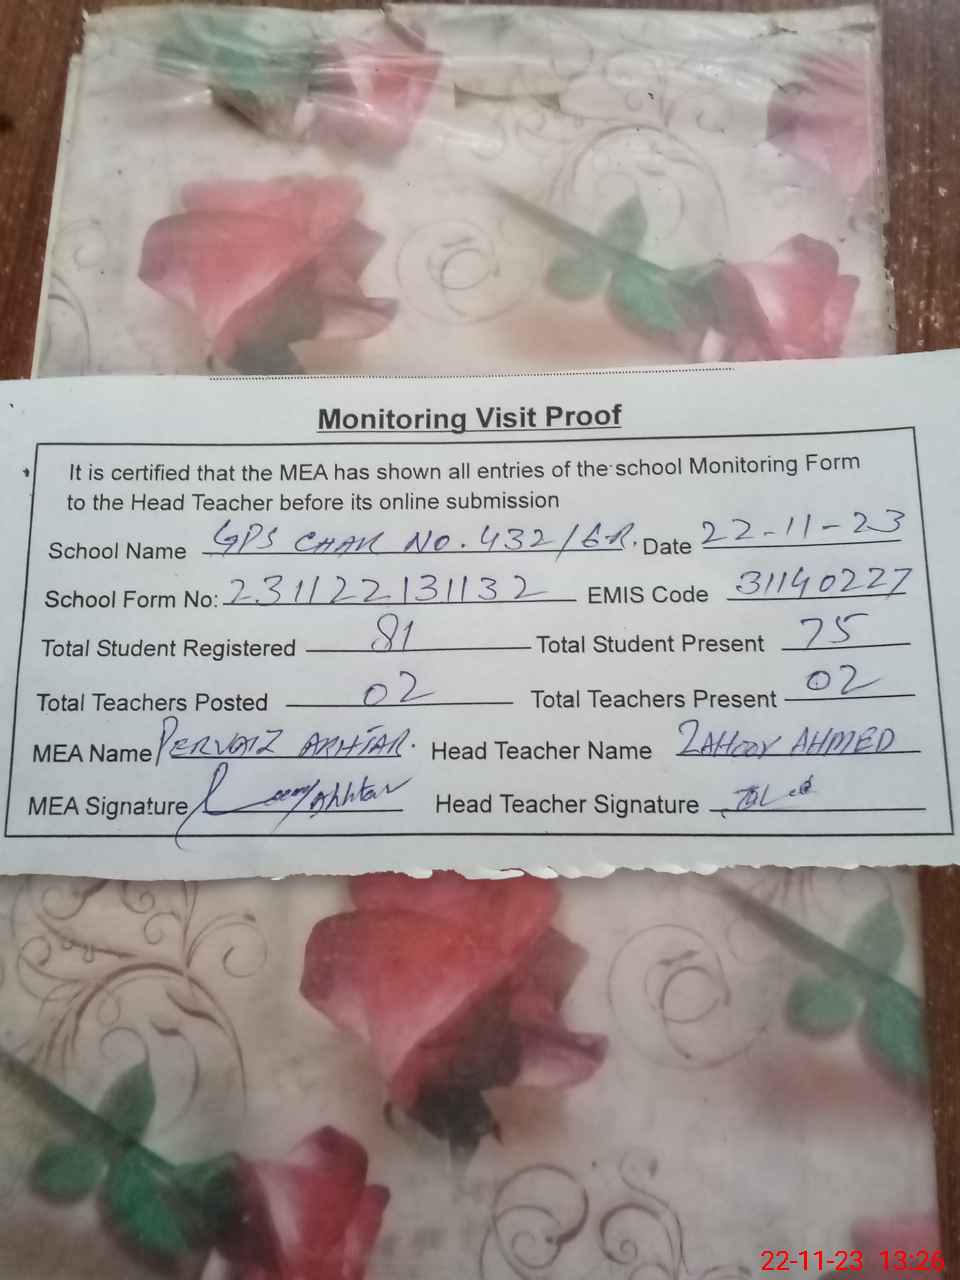 Monitoring Visit Proof
It is certified that the MEA has shown all entries of the school Monitoring Form
to the Head Teacher before its online submission
School Name GPS CHAK NO. 432/6.R. Date 22-11-23
School Form No: 231122131132 EMIS Code 31140227
Total Student Registered 81 Total Student Present 75
Total Teachers Posted 02 Total Teachers Present 02
MEA Name PERVAIZ AKHTAR. Head Teacher Name ZAHOOR AHMED
MEA Signature Akhtar Head Teacher Signature
22-11-23 13:26